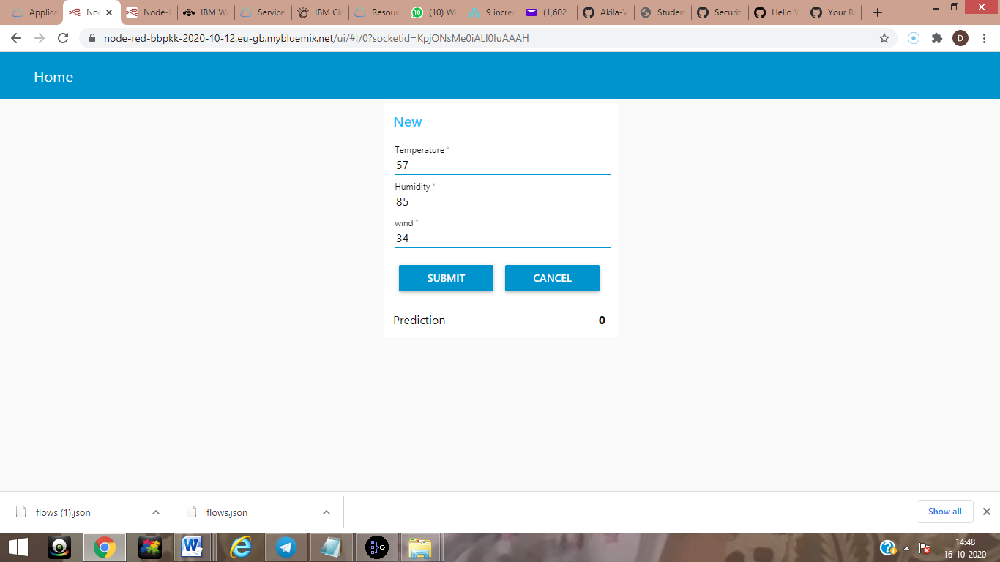 Applica
Noc
Node-F
IBM Wa
Service
IBM Clo
Resour
(10) W
9 incre
(1,602
Akila-V
Studen
Securit
Hello V
Your Re
node-red-bbpkk-2020-10-12.eu-gb.mybluemix.net/ui/#!/0?socketid=KpjONsMe0iALI0IuAAAH
D
Home
New
Temperature *
57
Humidity *
85
wind *
34
SUBMIT CANCEL
Prediction 0
flows (1).json
flows.json
Show all
14:48
16-10-2020